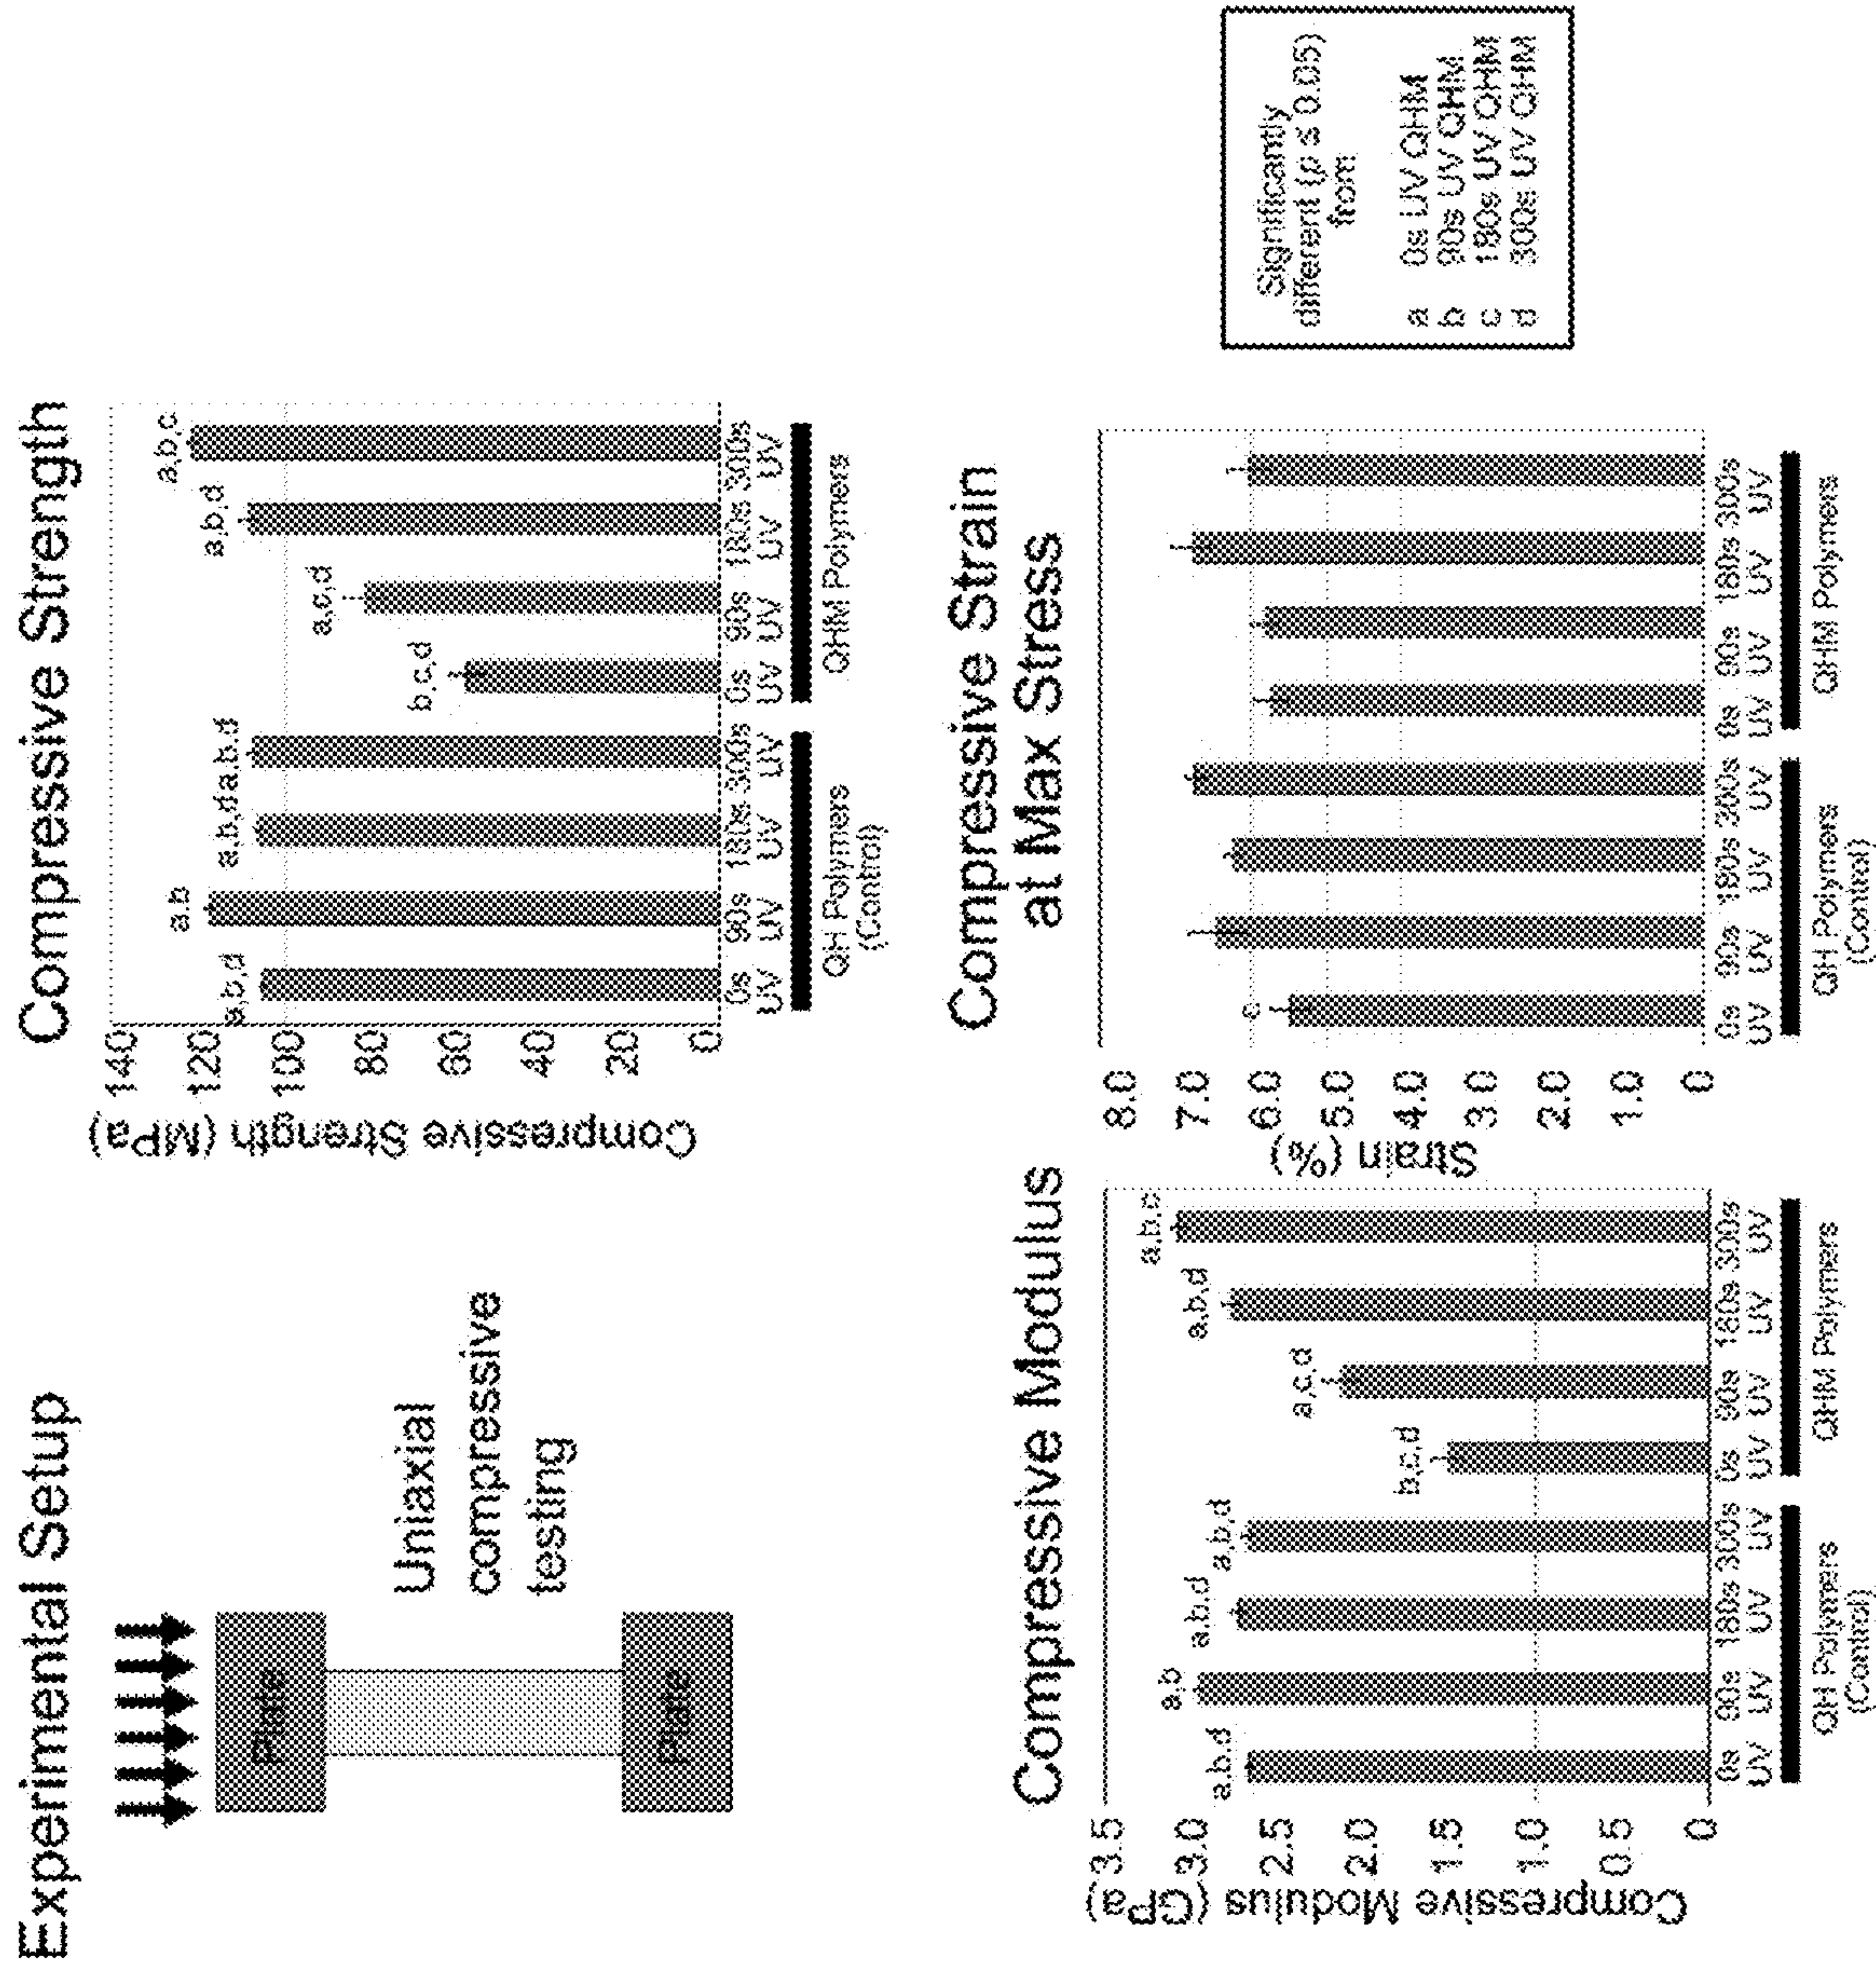 Experimental Setup
Plate
Plate
Uniaxial
compressive
testing
Compressive Strength
Compressive Strength (MPa)
140
120
100
80
60
40
20
0
a,b,d
a,b
a,b,d
a,b,d
b,c,d
a,c,d
a,b,d
a,b,c
0s 90s 180s 300s 0s 90s 180s 300s
UV UV UV UV UV UV UV UV
QH Polymers QHM Polymers
(Control)
Compressive Modulus
Compressive Modulus (GPa)
3.5
3.0
2.5
2.0
1.5
1.0
0.5
0
a,b,d
a,b
a,b,d
a,b,d
b,c,d
a,c,d
a,b,d
a,b,c
0s 90s 180s 300s 0s 90s 180s 300s
UV UV UV UV UV UV UV UV
QH Polymers QHM Polymers
(Control)
Compressive Strain
at Max Stress
Strain (%)
8.0
7.0
6.0
5.0
4.0
3.0
2.0
1.0
0
0s 90s 180s 300s 0s 90s 180s 300s
UV UV UV UV UV UV UV UV
QH Polymers QHM Polymers
(Control)
Significantly
different (p ≤ 0.05)
from
a 0s UV QHM
b 90s UV QHM
c 180s UV QHM
d 300s UV QHM